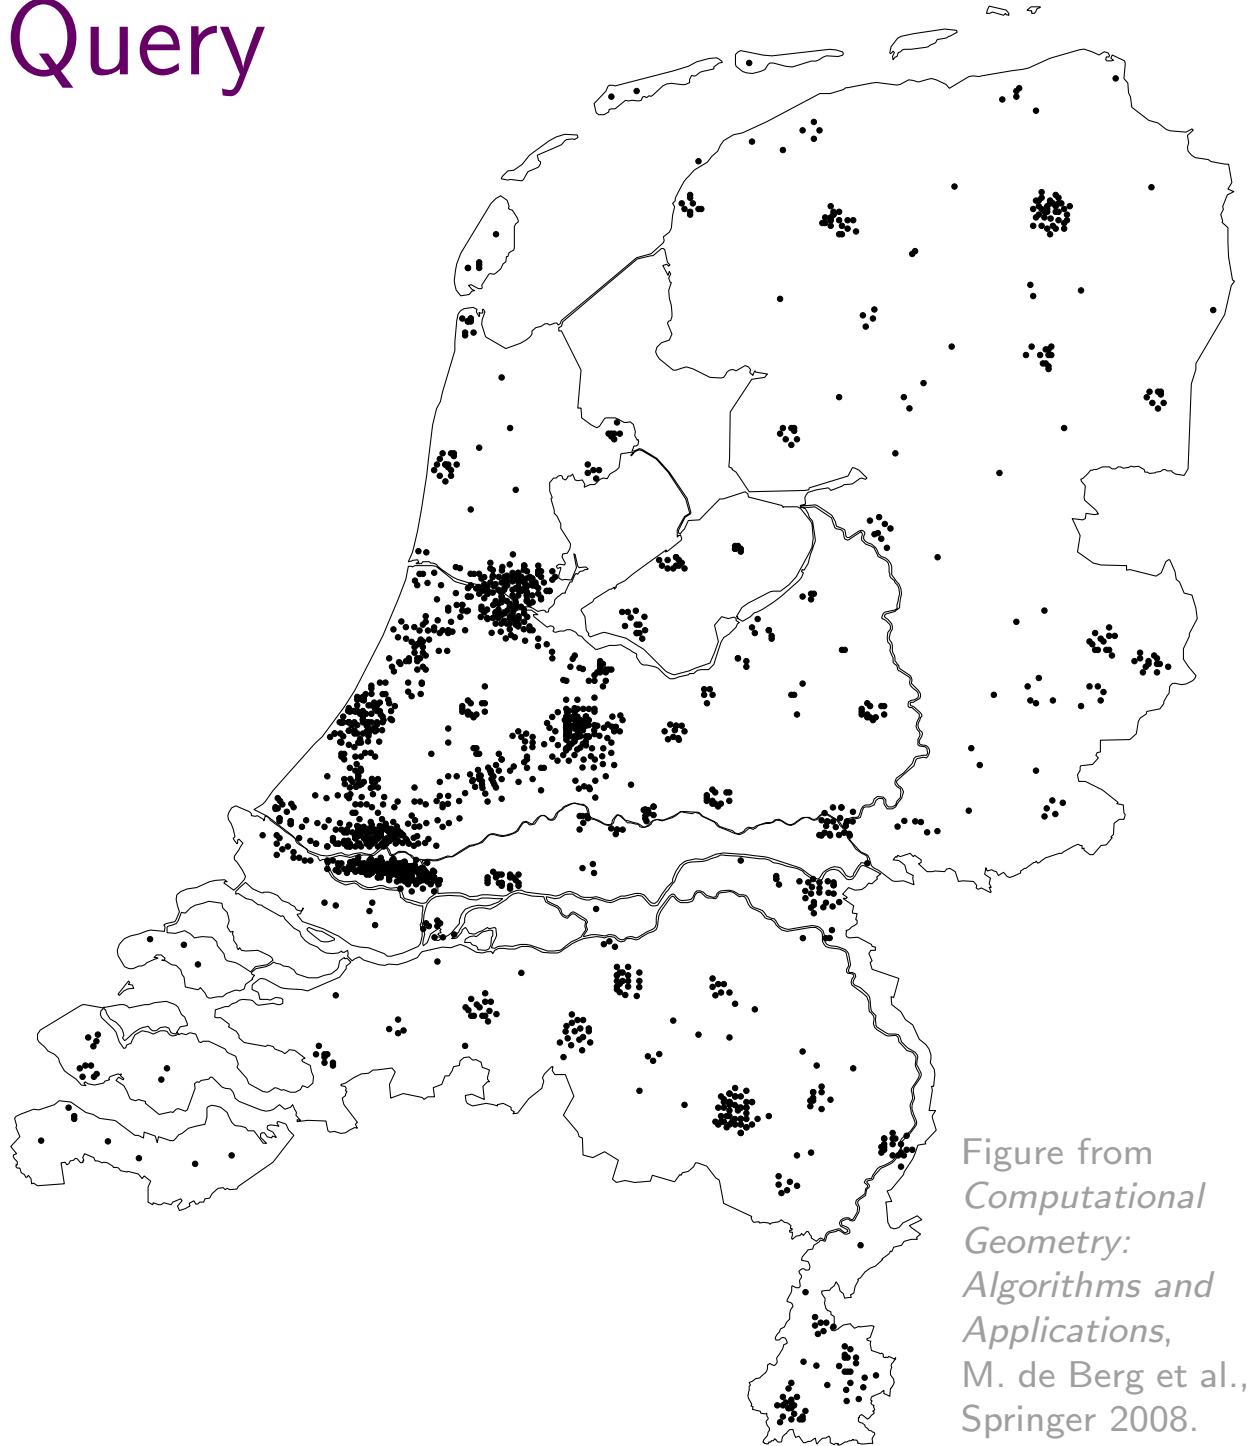 Query
Figure from
Computational
Geometry:
Algorithms and
Applications,
M. de Berg et al.,
Springer 2008.